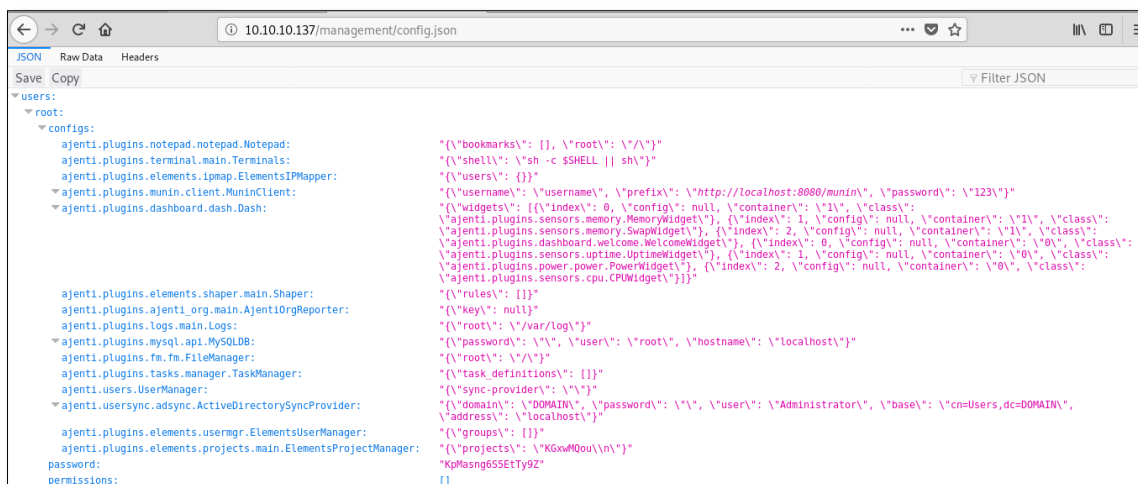 10.10.10.137/management/config.json
JSON Raw Data Headers
Save Copy Filter JSON
users:
root:
configs:
ajenti.plugins.notepad.notepad.Notepad: "{\"bookmarks\": [], \"root\": \"/\"}"
ajenti.plugins.terminal.main.Terminals: "{\"shell\": \"sh -c $SHELL || sh\"}"
ajenti.plugins.elements.ipmap.ElementsIPMapper: "{\"users\": {}}"
ajenti.plugins.munin.client.MuninClient: "{\"username\": \"username\", \"prefix\": \"http://localhost:8080/munin\", \"password\": \"123\"}"
ajenti.plugins.dashboard.dash.Dash: "{\"widgets\": [{\"index\": 0, \"config\": null, \"container\": \"1\", \"class\":
\"ajenti.plugins.sensors.memory.MemoryWidget\"}, {\"index\": 1, \"config\": null, \"container\": \"1\", \"class\":
\"ajenti.plugins.sensors.memory.SwapWidget\"}, {\"index\": 2, \"config\": null, \"container\": \"1\", \"class\":
\"ajenti.plugins.dashboard.welcome.WelcomeWidget\"}, {\"index\": 0, \"config\": null, \"container\": \"0\", \"class\":
\"ajenti.plugins.sensors.uptime.UptimeWidget\"}, {\"index\": 1, \"config\": null, \"container\": \"0\", \"class\":
\"ajenti.plugins.power.power.PowerWidget\"}, {\"index\": 2, \"config\": null, \"container\": \"0\", \"class\":
\"ajenti.plugins.sensors.cpu.CPUWidget\"}]}"
ajenti.plugins.elements.shaper.main.Shaper: "{\"rules\": []}"
ajenti.plugins.ajenti_org.main.AjentiOrgReporter: "{\"key\": null}"
ajenti.plugins.logs.main.Logs: "{\"root\": \"/var/log\"}"
ajenti.plugins.mysql.api.MySQLDB: "{\"password\": \"\", \"user\": \"root\", \"hostname\": \"localhost\"}"
ajenti.plugins.fm.fm.FileManager: "{\"root\": \"/\"}"
ajenti.plugins.tasks.manager.TaskManager: "{\"task_definitions\": []}"
ajenti.users.UserManager: "{\"sync-provider\": \"\"}"
ajenti.usersync.adsync.ActiveDirectorySyncProvider: "{\"domain\": \"DOMAIN\", \"password\": \"\", \"user\": \"Administrator\", \"base\": \"cn=Users,dc=DOMAIN\",
\"address\": \"localhost\"}"
ajenti.plugins.elements.usermgr.ElementsUserManager: "{\"groups\": []}"
ajenti.plugins.elements.projects.main.ElementsProjectManager: "{\"projects\": \"KGxwMQou\\n\"}"
password: "KpMasng6S5EtTy9Z"
permissions: []